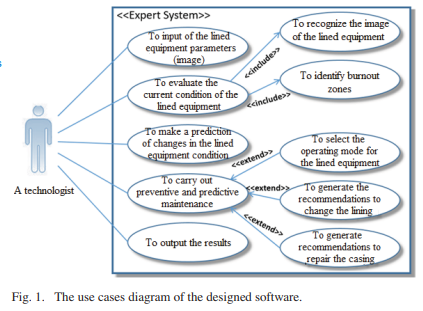 <<Expert System>>
To input of the lined
equipment parameters
(image)
To recognize the image
of the lined equipment
<<include>>
To evaluate the
current condition of the
lined equipment
To identify burnout
zones
<<include>>
To make a prediction
of changes in the lined
equipment condition
To select the
operating mode for
the lined equipment
<<extend>>
To carry out
preventive and predictive
maintenance
<<extend>>
To generate the
recommendations to
change the lining
A technologist
<<extend>>
To output the results
To generate
recommendations to
repair the casing
Fig. 1. The use cases diagram of the designed software.